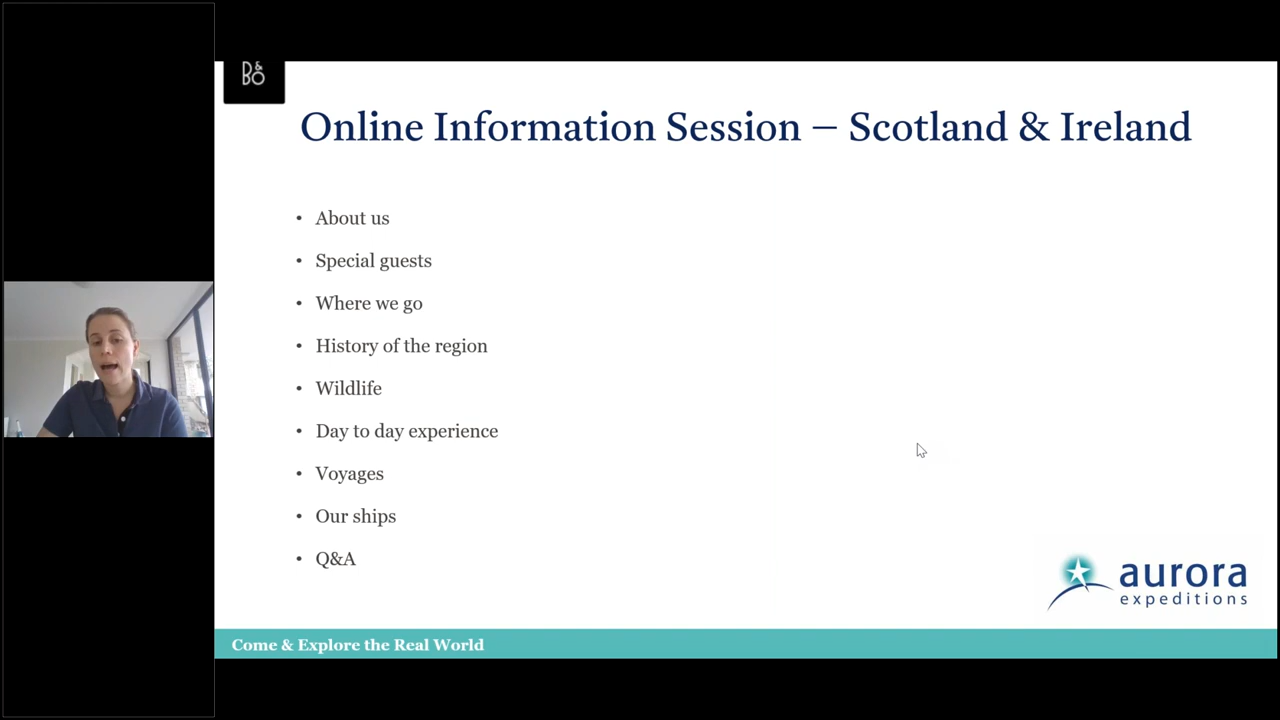 B&
BO
Online Information Session – Scotland & Ireland
• About us
• Special guests
• Where we go
• History of the region
• Wildlife
• Day to day experience
• Voyages
• Our ships
• Q&A
aurora
expeditions
Come & Explore the Real World